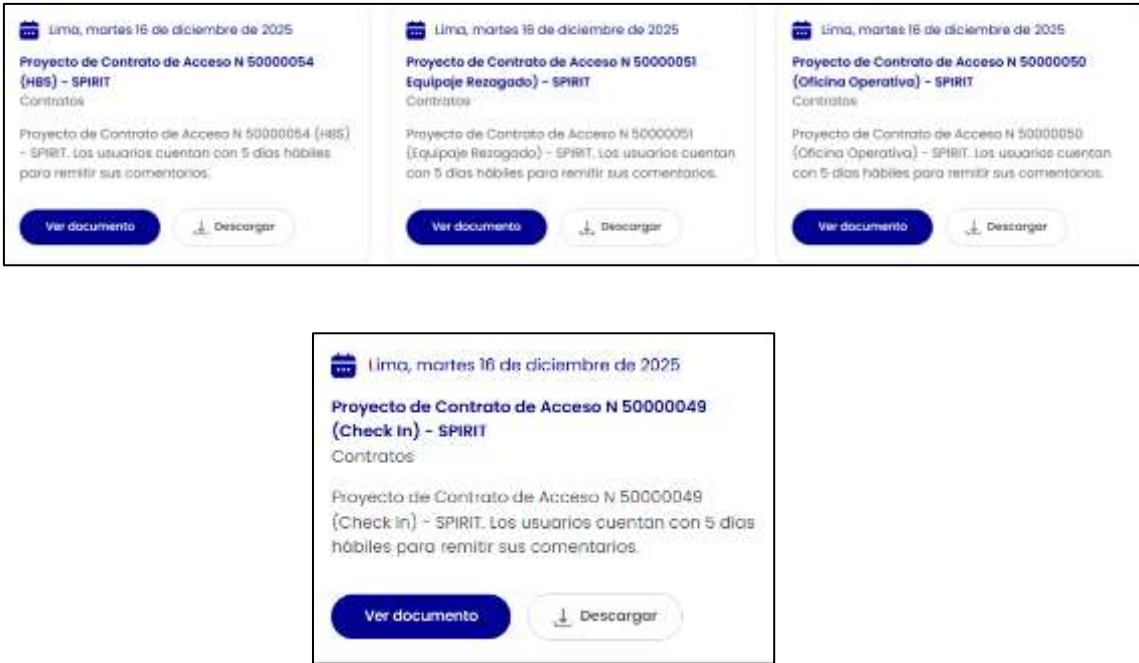 Lima, martes 16 de diciembre de 2025
Proyecto de Contrato de Acceso N 50000054
(HBS) - SPIRIT
Contratos
Proyecto de Contrato de Acceso N 50000054 (HBS)
- SPIRIT. Los usuarios cuentan con 5 días hábiles
para remitir sus comentarios.
Ver documento
Descargar
Lima, martes 16 de diciembre de 2025
Proyecto de Contrato de Acceso N 50000051
Equipaje Rezagado) - SPIRIT
Contratos
Proyecto de Contrato de Acceso N 50000051
(Equipaje Rezagado) - SPIRIT. Los usuarios cuentan
con 5 días hábiles para remitir sus comentarios.
Ver documento
Descargar
Lima, martes 16 de diciembre de 2025
Proyecto de Contrato de Acceso N 50000050
(Oficina Operativa) - SPIRIT
Contratos
Proyecto de Contrato de Acceso N 50000050
(Oficina Operativa) - SPIRIT. Los usuarios cuentan
con 5 días hábiles para remitir sus comentarios.
Ver documento
Descargar
Lima, martes 16 de diciembre de 2025
Proyecto de Contrato de Acceso N 50000049
(Check In) - SPIRIT
Contratos
Proyecto de Contrato de Acceso N 50000049
(Check In) - SPIRIT. Los usuarios cuentan con 5 días
hábiles para remitir sus comentarios.
Ver documento
Descargar